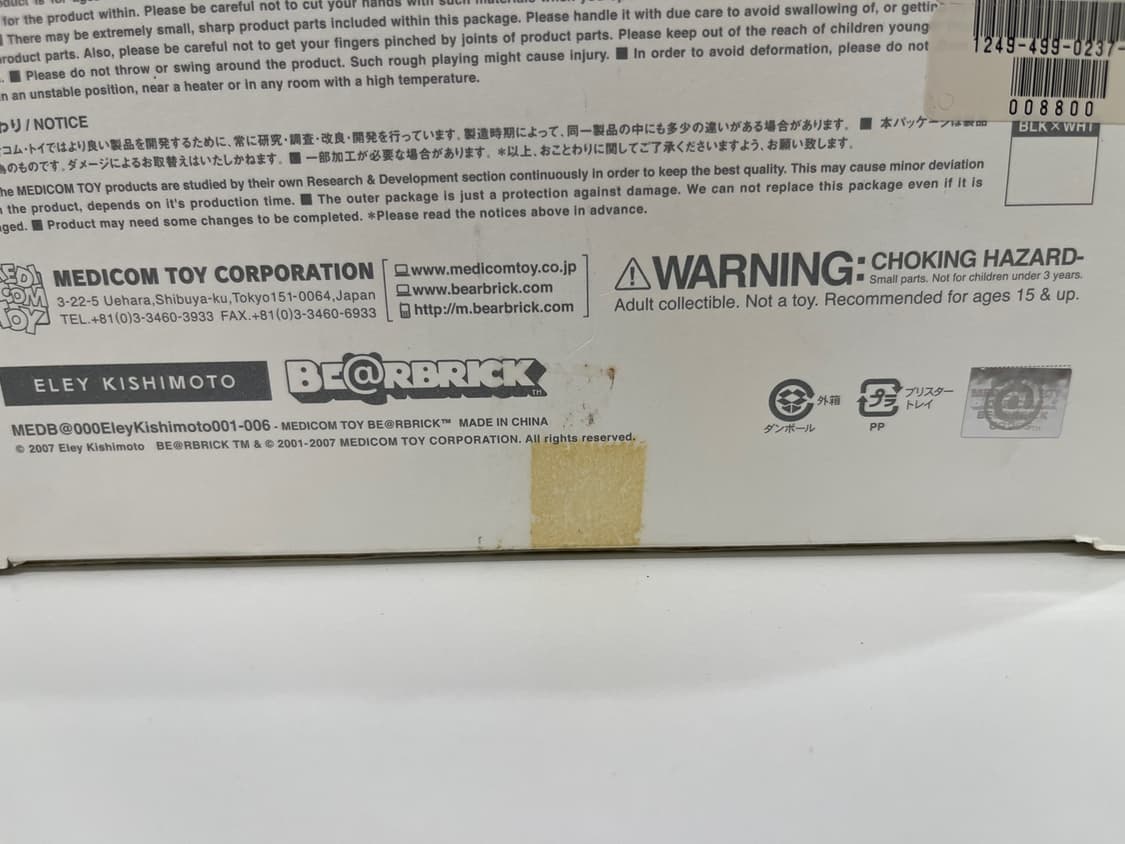 for the product within. Please be careful not to cut your hands with such materials when you
There may be extremely small, sharp product parts included within this package. Please handle it with due care to avoid swallowing of, or getting
product parts. Also, please be careful not to get your fingers pinched by joints of product parts. Please keep out of the reach of children young
. ■ Please do not throw or swing around the product. Such rough playing might cause injury. ■ In order to avoid deformation, please do not
n an unstable position, near a heater or in any room with a high temperature.
1249-499-0237-
008800
BLK×WHT
わり/NOTICE
コム・トイではより良い製品を開発するために、常に研究・調査・改良・開発を行っています。製造時期によって、同一製品の中にも多少の違いがある場合があります。 ■ 本パッケージは製品
為のものです。ダメージによるお取替えはいたしかねます。 ■ 一部加工が必要な場合があります。*以上、おことわりに関してご了承くださいますよう、お願い致します。
he MEDICOM TOY products are studied by their own Research & Development section continuously in order to keep the best quality. This may cause minor deviation
n the product, depends on it's production time. ■ The outer package is just a protection against damage. We can not replace this package even if it is
ged. ■ Product may need some changes to be completed. *Please read the notices above in advance.
MEDI COM TOY
MEDICOM TOY CORPORATION
3-22-5 Uehara,Shibuya-ku,Tokyo151-0064,Japan
TEL.+81(0)3-3460-3933 FAX.+81(0)3-3460-6933
www.medicomtoy.co.jp
www.bearbrick.com
http://m.bearbrick.com
WARNING: CHOKING HAZARD-
Small parts. Not for children under 3 years.
Adult collectible. Not a toy. Recommended for ages 15 & up.
ELEY KISHIMOTO
BE@RBRICK TM
MEDB@000EleyKishimoto001-006 - MEDICOM TOY BE@RBRICK™ MADE IN CHINA
© 2007 Eley Kishimoto BE@RBRICK TM & © 2001-2007 MEDICOM TOY CORPORATION. All rights reserved.
外箱
ダンボール
プラ
PP
ブリスター
トレイ